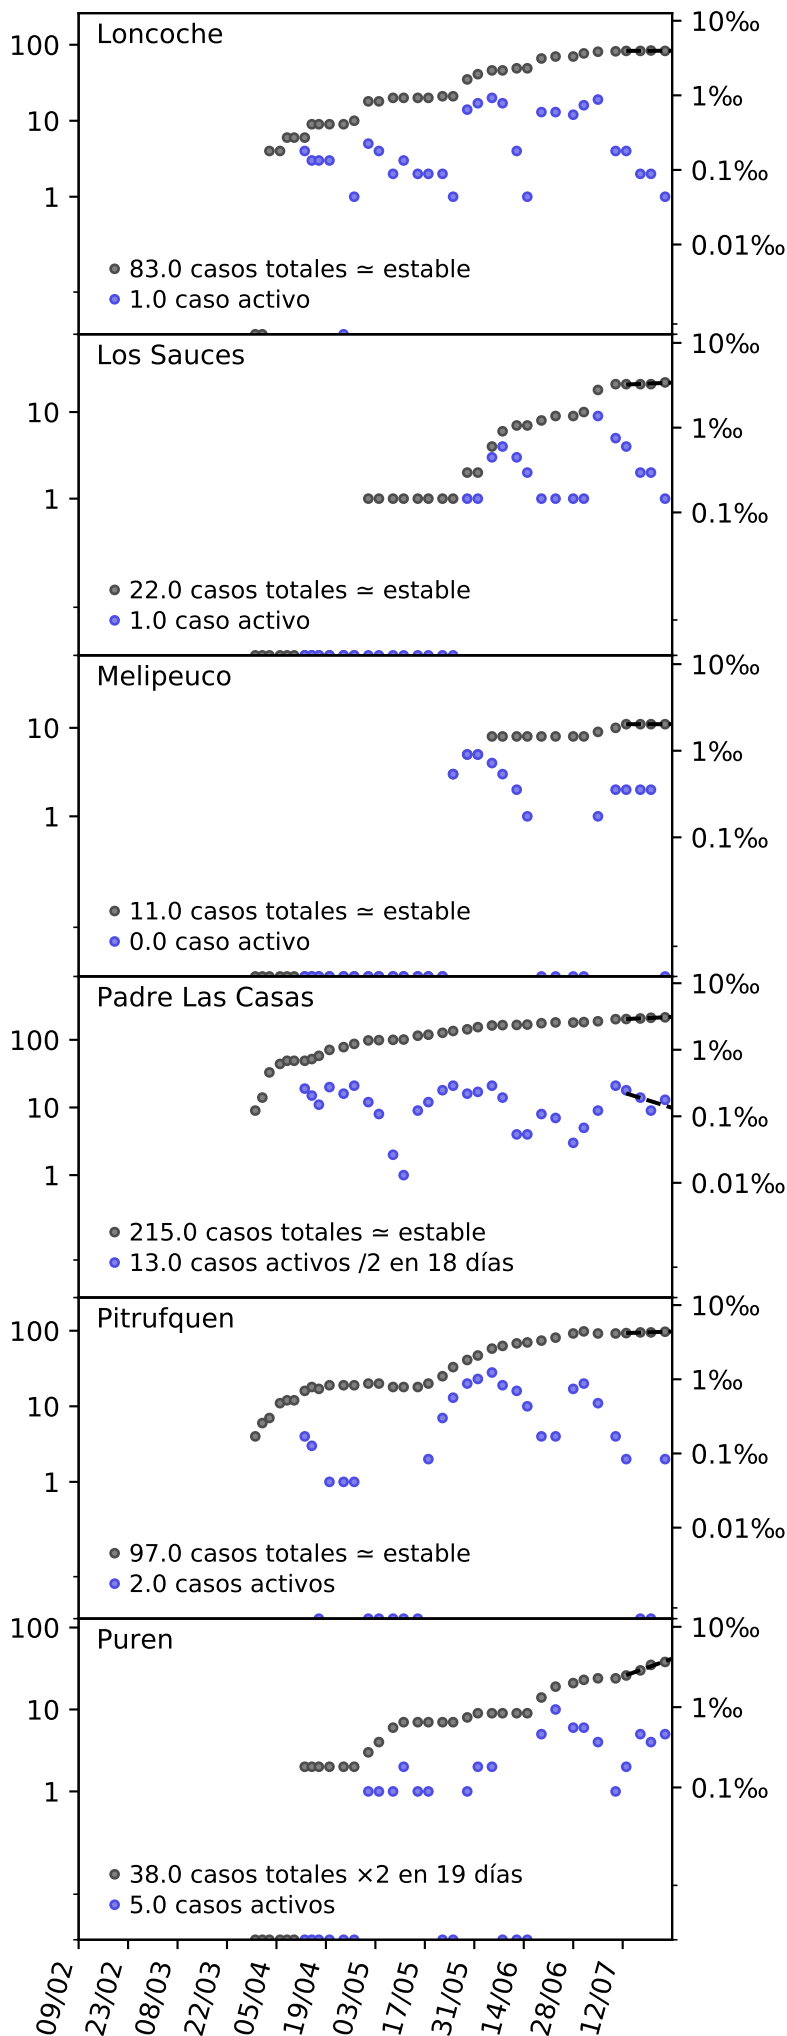 Loncoche
100
10
1
10‰
1‰
0.1‰
0.01‰
83.0 casos totales ≃ estable
1.0 caso activo
Los Sauces
10
1
10‰
1‰
0.1‰
22.0 casos totales ≃ estable
1.0 caso activo
Melipeuco
10
1
10‰
1‰
0.1‰
11.0 casos totales ≃ estable
0.0 caso activo
Padre Las Casas
100
10
1
10‰
1‰
0.1‰
0.01‰
215.0 casos totales ≃ estable
13.0 casos activos /2 en 18 días
Pitrufquen
100
10
1
10‰
1‰
0.1‰
0.01‰
97.0 casos totales ≃ estable
2.0 casos activos
Puren
100
10
1
10‰
1‰
0.1‰
38.0 casos totales ×2 en 19 días
5.0 casos activos
09/02
23/02
08/03
22/03
05/04
19/04
03/05
17/05
31/05
14/06
28/06
12/07